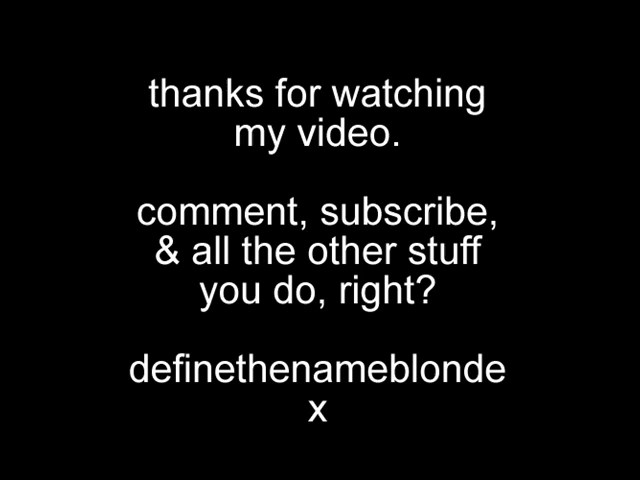 thanks for watching
my video.
comment, subscribe,
& all the other stuff
you do, right?
definethenameblonde
x